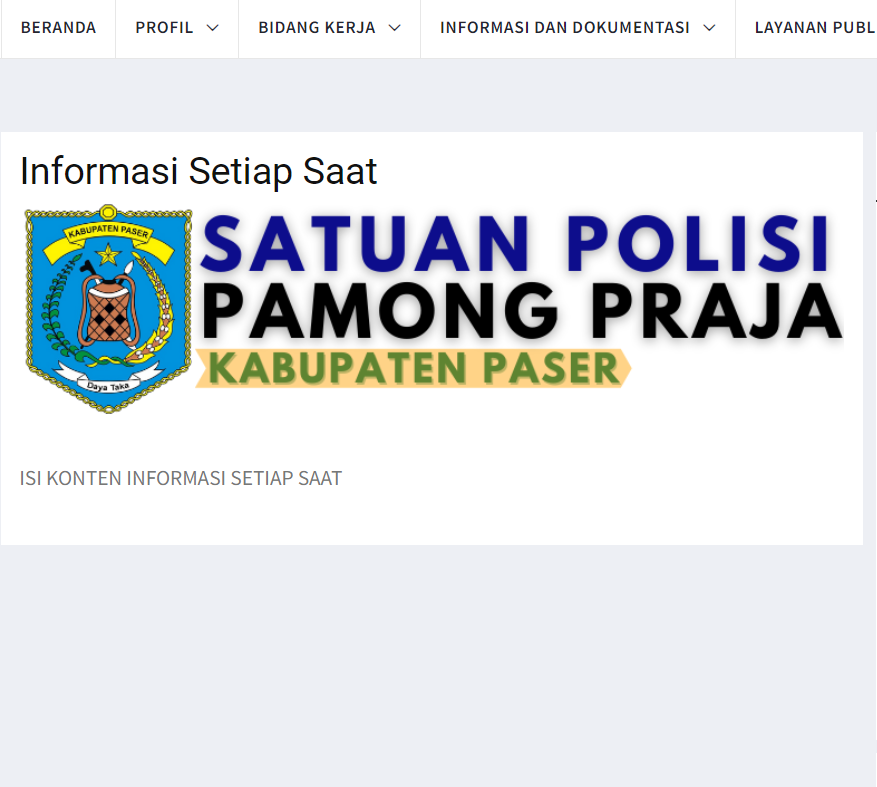 BERANDA PROFIL BIDANG KERJA INFORMASI DAN DOKUMENTASI LAYANAN PUBL
Informasi Setiap Saat
KABUPATEN PASER
SATUAN POLISI
PAMONG PRAJA
KABUPATEN PASER
Daya Taka
ISI KONTEN INFORMASI SETIAP SAAT